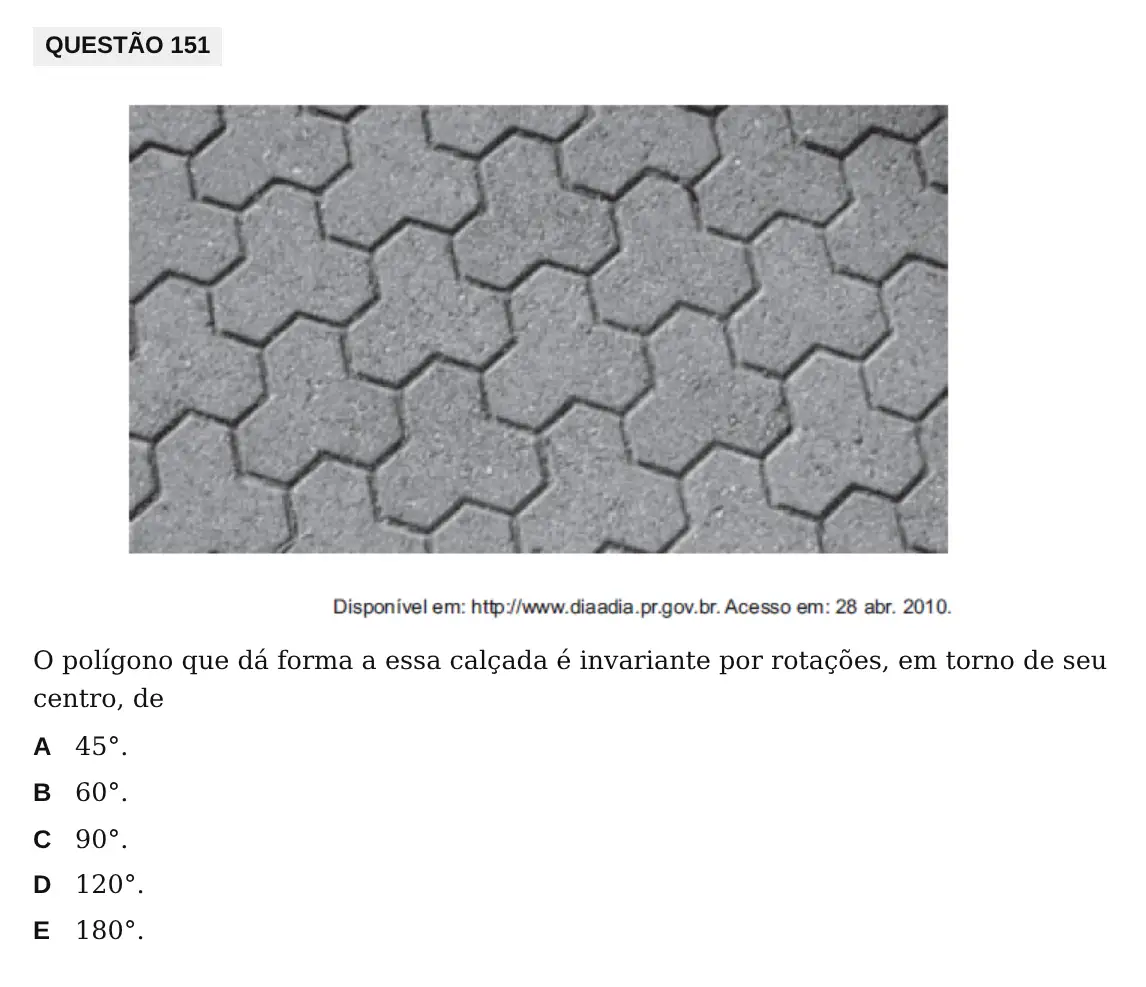 QUESTÃO 151
Disponível em: http://www.diaadia.pr.gov.br. Acesso em: 28 abr. 2010.
O polígono que dá forma a essa calçada é invariante por rotações, em torno de seu
centro, de
A 45°.
B 60°.
C 90°.
D 120°.
E 180°.